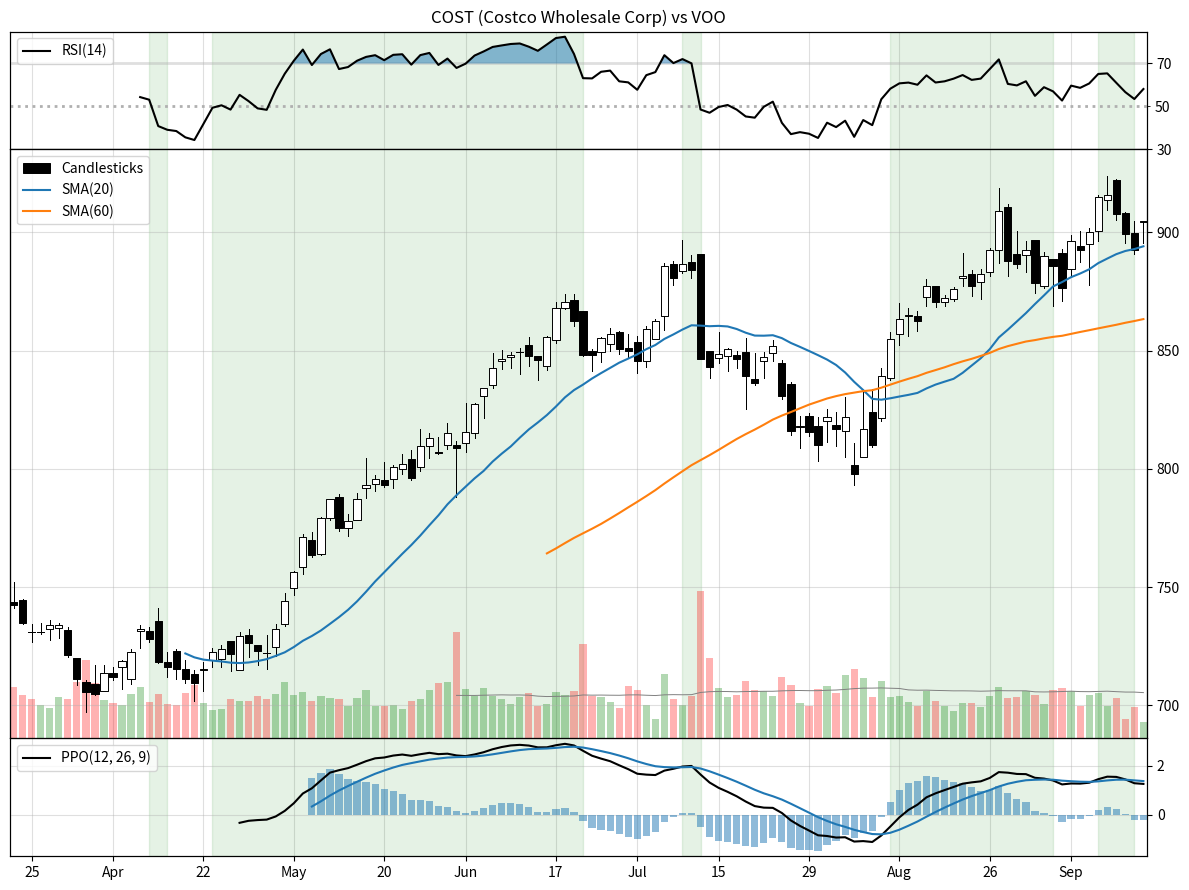 COST (Costco Wholesale Corp) vs VOO
RSI(14)
70
50
30
Candlesticks
SMA(20)
SMA(60)
900
850
800
750
700
PPO(12, 26, 9)
2
0
25 Apr 22 May 20 Jun 17 Jul 15 29 Aug 26 Sep